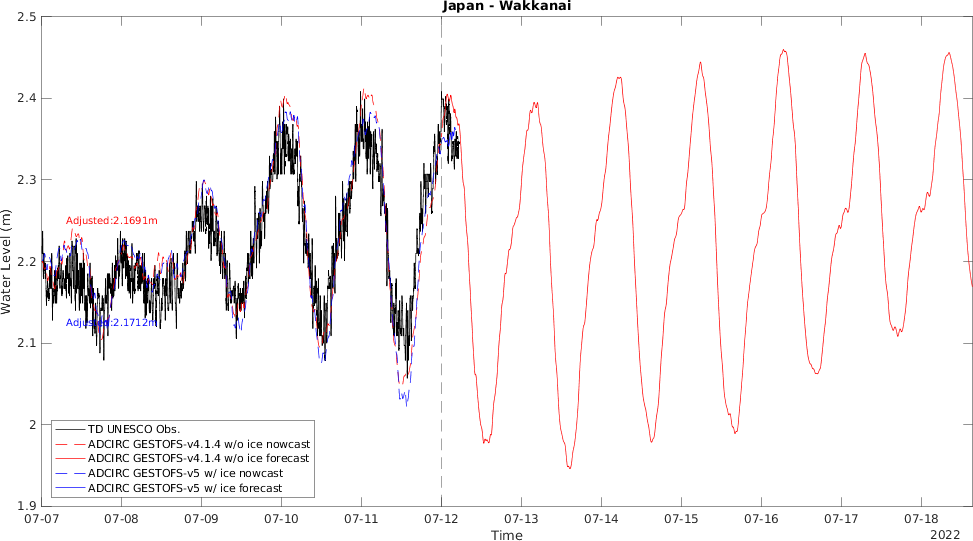 Japan - Wakkanai
2.5
2.4
2.3
2.2
2.1
2
1.9
Water Level (m)
Adjusted:2.1691m
Adjusted:2.1712m
TD UNESCO Obs.
ADCIRC GESTOFS-v4.1.4 w/o ice nowcast
ADCIRC GESTOFS-v4.1.4 w/o ice forecast
ADCIRC GESTOFS-v5 w/ ice nowcast
ADCIRC GESTOFS-v5 w/ ice forecast
07-07 07-08 07-09 07-10 07-11 07-12 07-13 07-14 07-15 07-16 07-17 07-18
Time
2022